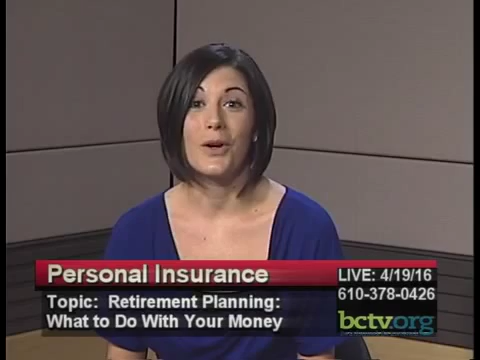 Personal Insurance
LIVE: 4/19/16
Topic: Retirement Planning:
What to Do With Your Money
610-378-0426
bctv.org